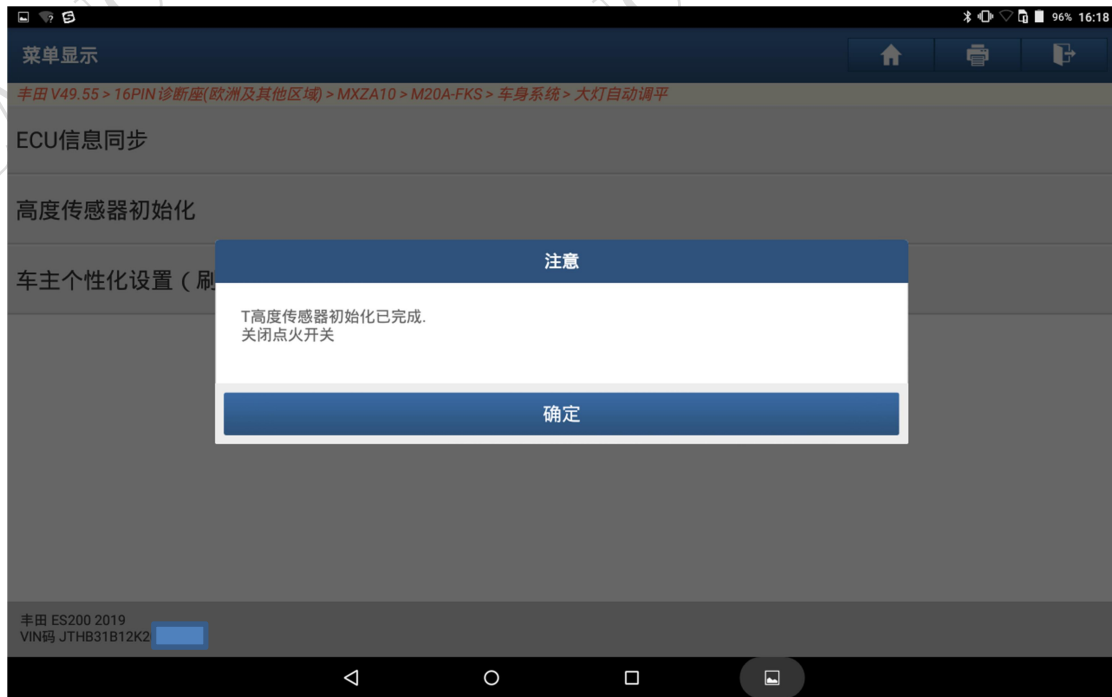 96% 16:18
菜单显示
丰田 V49.55 > 16PIN诊断座(欧洲及其他区域) > MXZA10 > M20A-FKS > 车身系统 > 大灯自动调平
ECU信息同步
高度传感器初始化
车主个性化设置（刷
注意
T高度传感器初始化已完成.
关闭点火开关
确定
丰田 ES200 2019
VIN码 JTHB31B12K2